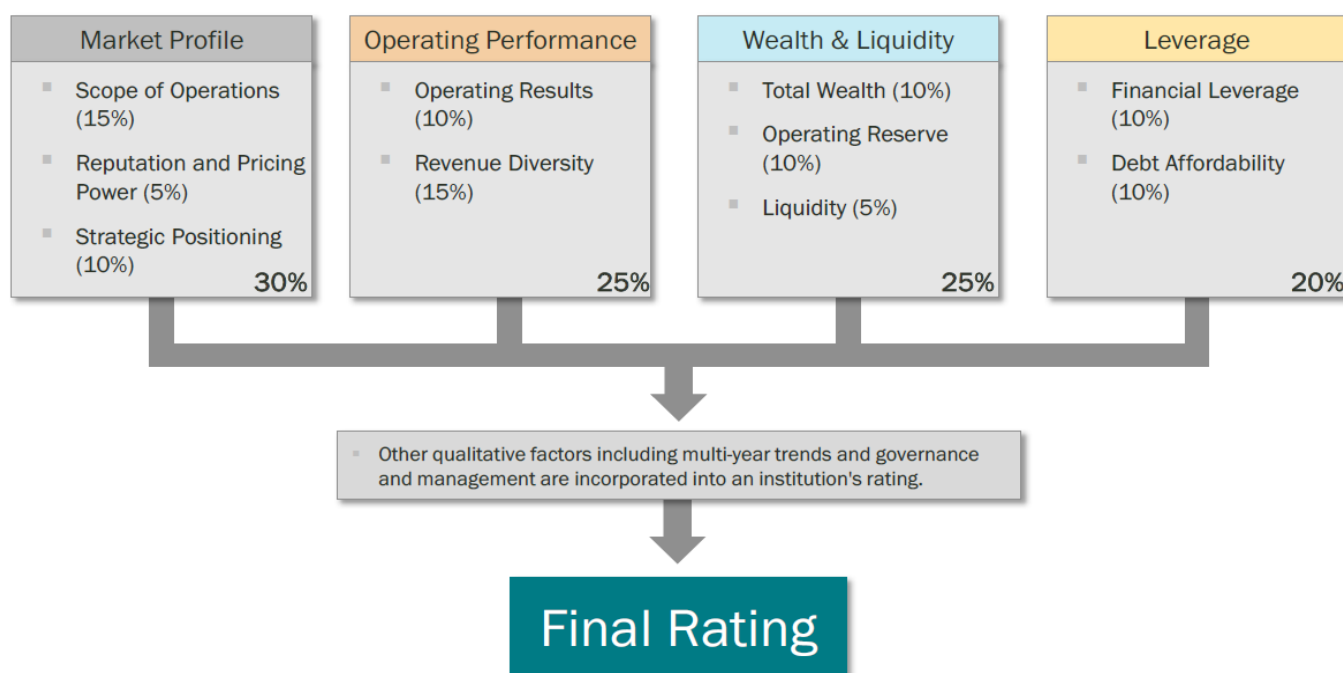 Market Profile
Scope of Operations
(15%)
Reputation and Pricing
Power (5%)
Strategic Positioning
(10%)
30%
Operating Performance
Operating Results
(10%)
Revenue Diversity
(15%)
25%
Wealth & Liquidity
Total Wealth (10%)
Operating Reserve
(10%)
Liquidity (5%)
25%
Leverage
Financial Leverage
(10%)
Debt Affordability
(10%)
20%
Other qualitative factors including multi-year trends and governance
and management are incorporated into an institution's rating.
Final Rating